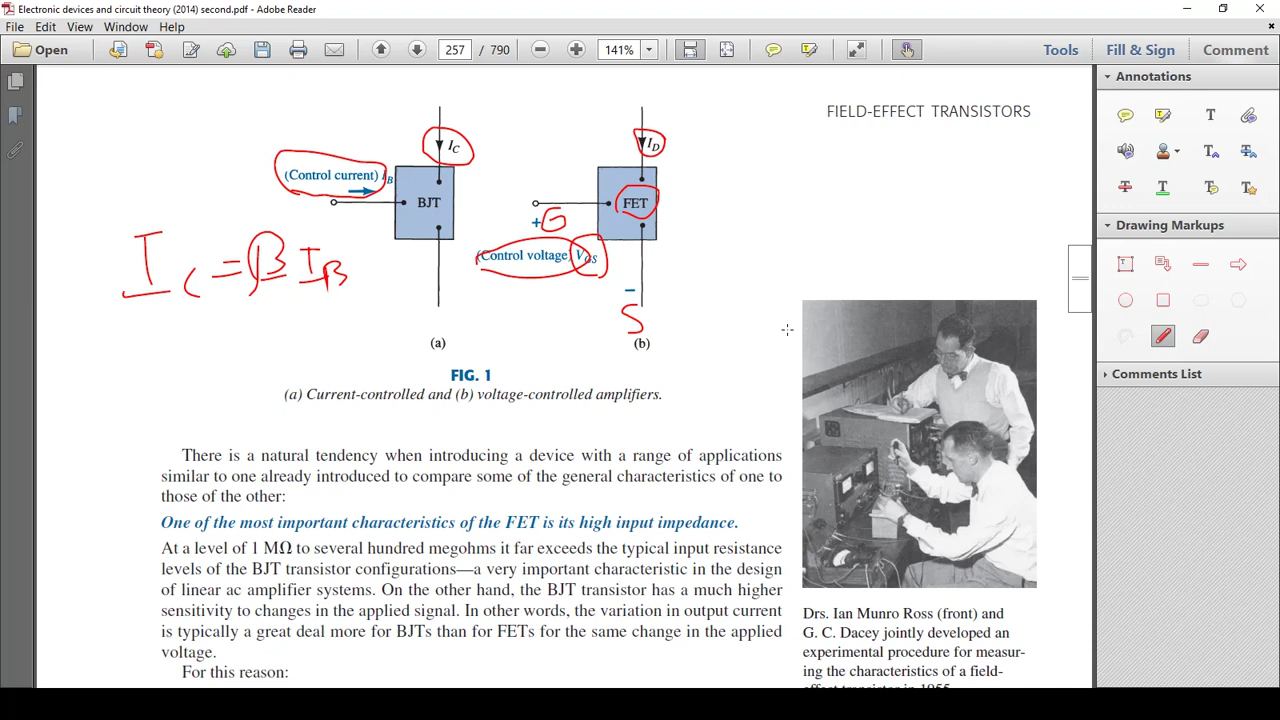 Electronic devices and circuit theory (2014) second.pdf - Adobe Reader
File Edit View Window Help
Open 257 / 790 141% Tools Fill & Sign Comment
FIELD-EFFECT TRANSISTORS
I_C
I_D
(Control current) I_B
BJT
FET
+ G
I_C = β I_B
(Control voltage) V_GS
–
S
(a) (b)
FIG. 1
(a) Current-controlled and (b) voltage-controlled amplifiers.
There is a natural tendency when introducing a device with a range of applications
similar to one already introduced to compare some of the general characteristics of one to
those of the other:
One of the most important characteristics of the FET is its high input impedance.
At a level of 1 MΩ to several hundred megohms it far exceeds the typical input resistance
levels of the BJT transistor configurations—a very important characteristic in the design
of linear ac amplifier systems. On the other hand, the BJT transistor has a much higher
sensitivity to changes in the applied signal. In other words, the variation in output current
is typically a great deal more for BJTs than for FETs for the same change in the applied
voltage.
For this reason:
Drs. Ian Munro Ross (front) and
G. C. Dacey jointly developed an
experimental procedure for measur-
ing the characteristics of a field-
effect transistor in 1955.
Annotations
Drawing Markups
Comments List